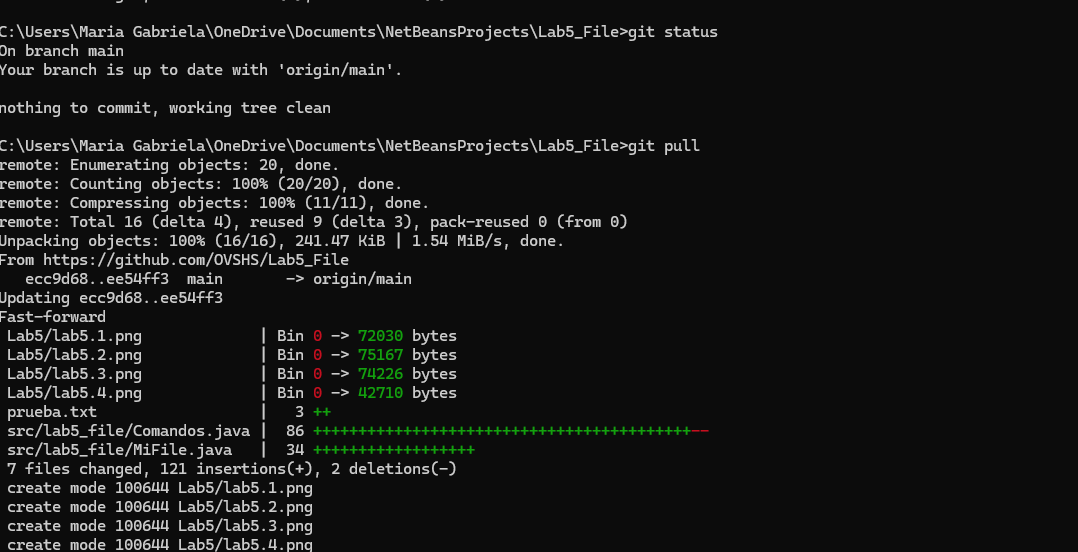 C:\Users\Maria Gabriela\OneDrive\Documents\NetBeansProjects\Lab5_File>git status
On branch main
Your branch is up to date with 'origin/main'.
nothing to commit, working tree clean
C:\Users\Maria Gabriela\OneDrive\Documents\NetBeansProjects\Lab5_File>git pull
remote: Enumerating objects: 20, done.
remote: Counting objects: 100% (20/20), done.
remote: Compressing objects: 100% (11/11), done.
remote: Total 16 (delta 4), reused 9 (delta 3), pack-reused 0 (from 0)
Unpacking objects: 100% (16/16), 241.47 KiB | 1.54 MiB/s, done.
From https://github.com/OVSHS/Lab5_File
   ecc9d68..ee54ff3  main       -> origin/main
Updating ecc9d68..ee54ff3
Fast-forward
 Lab5/lab5.1.png             | Bin 0 -> 72030 bytes
 Lab5/lab5.2.png             | Bin 0 -> 75167 bytes
 Lab5/lab5.3.png             | Bin 0 -> 74226 bytes
 Lab5/lab5.4.png             | Bin 0 -> 42710 bytes
 prueba.txt                  |   3 ++
 src/lab5_file/Comandos.java |  86 ++++++++++++++++++++++++++++++++++++++++++--
 src/lab5_file/MiFile.java   |  34 ++++++++++++++++++
 7 files changed, 121 insertions(+), 2 deletions(-)
 create mode 100644 Lab5/lab5.1.png
 create mode 100644 Lab5/lab5.2.png
 create mode 100644 Lab5/lab5.3.png
 create mode 100644 Lab5/lab5.4.png